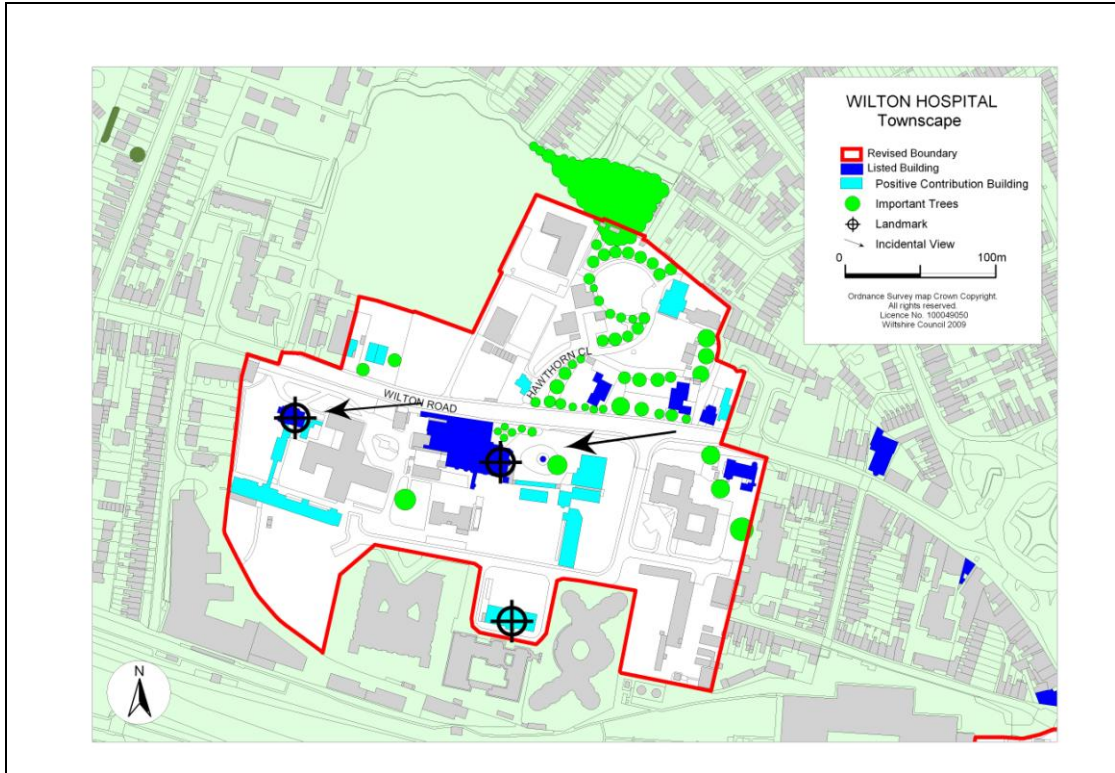 WILTON HOSPITAL
Townscape
Revised Boundary
Listed Building
Positive Contribution Building
Important Trees
Landmark
Incidental View
0 100m
Ordnance Survey map Crown Copyright.
All rights reserved.
Licence No. 100049050
Wiltshire Council 2009
HAWTHORN CL
WILTON ROAD
N